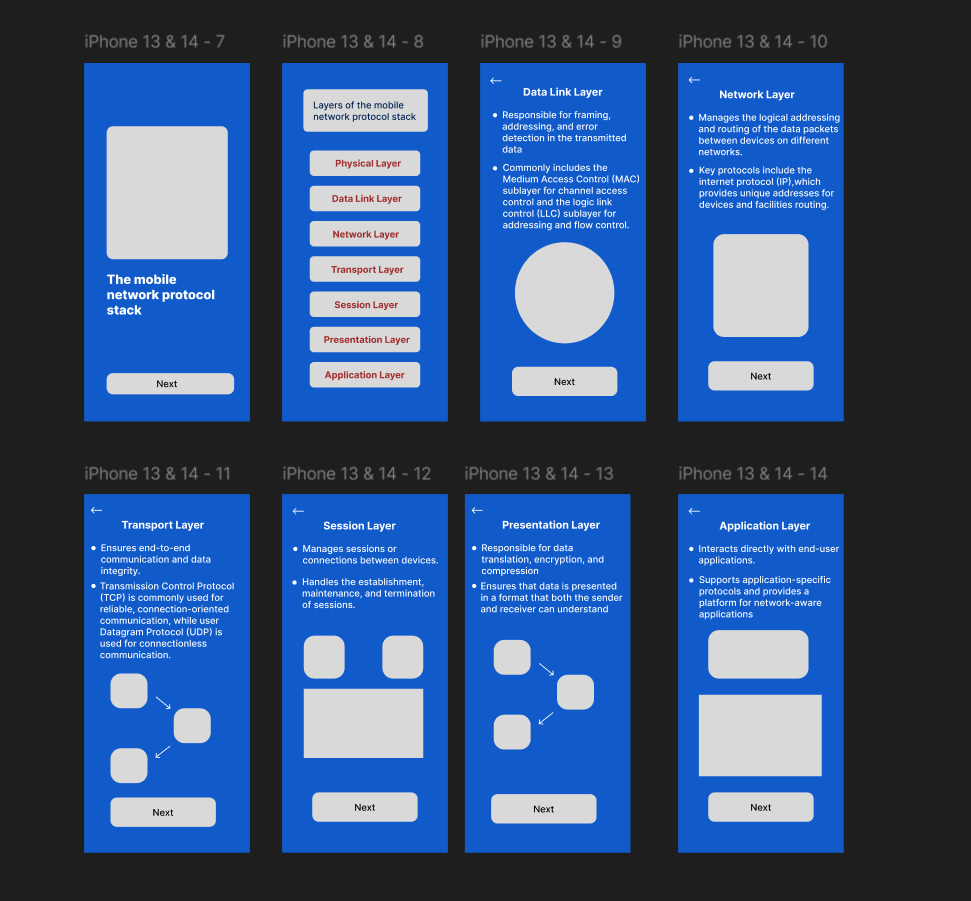 iPhone 13 & 14 - 7
The mobile
network protocol
stack
Next
iPhone 13 & 14 - 8
Layers of the mobile
network protocol stack
Physical Layer
Data Link Layer
Network Layer
Transport Layer
Session Layer
Presentation Layer
Application Layer
iPhone 13 & 14 - 9
←
Data Link Layer
• Responsible for framing,
addressing, and error
detection in the transmitted
data
• Commonly includes the
Medium Access Control (MAC)
sublayer for channel access
control and the logic link
control (LLC) sublayer for
addressing and flow control.
Next
iPhone 13 & 14 - 10
←
Network Layer
• Manages the logical addressing
and routing of the data packets
between devices on different
networks.
• Key protocols include the
internet protocol (IP),which
provides unique addresses for
devices and facilities routing.
Next
iPhone 13 & 14 - 11
←
Transport Layer
• Ensures end-to-end
communication and data
integrity.
• Transmission Control Protocol
(TCP) is commonly used for
reliable, connection-oriented
communication, while user
Datagram Protocol (UDP) is
used for connectionless
communication.
Next
iPhone 13 & 14 - 12
←
Session Layer
• Manages sessions or
connections between devices.
• Handles the establishment,
maintenance, and termination
of sessions.
Next
iPhone 13 & 14 - 13
←
Presentation Layer
• Responsible for data
translation, encryption, and
compression
• Ensures that data is presented
in a format that both the sender
and receiver can understand
Next
iPhone 13 & 14 - 14
←
Application Layer
• Interacts directly with end-user
applications.
• Supports application-specific
protocols and provides a
platform for network-aware
applications
Next